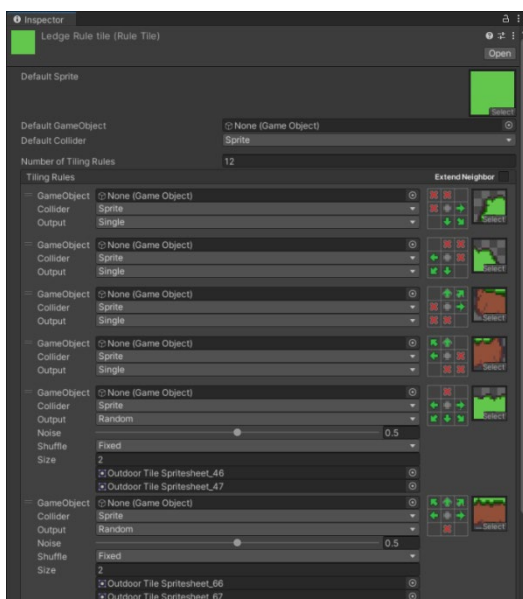 Inspector
Ledge Rule tile (Rule Tile)
Open
Default Sprite
Select
Default GameObject None (Game Object)
Default Collider Sprite
Number of Tiling Rules 12
Tiling Rules Extend Neighbor
GameObject None (Game Object)
Collider Sprite
Output Single
Select
GameObject None (Game Object)
Collider Sprite
Output Single
Select
GameObject None (Game Object)
Collider Sprite
Output Single
Select
GameObject None (Game Object)
Collider Sprite
Output Single
Select
GameObject None (Game Object)
Collider Sprite
Output Random
Select
Noise 0.5
Shuffle Fixed
Size 2
Outdoor Tile Spritesheet_46
Outdoor Tile Spritesheet_47
GameObject None (Game Object)
Collider Sprite
Output Random
Select
Noise 0.5
Shuffle Fixed
Size 2
Outdoor Tile Spritesheet_66
Outdoor Tile Spritesheet_67